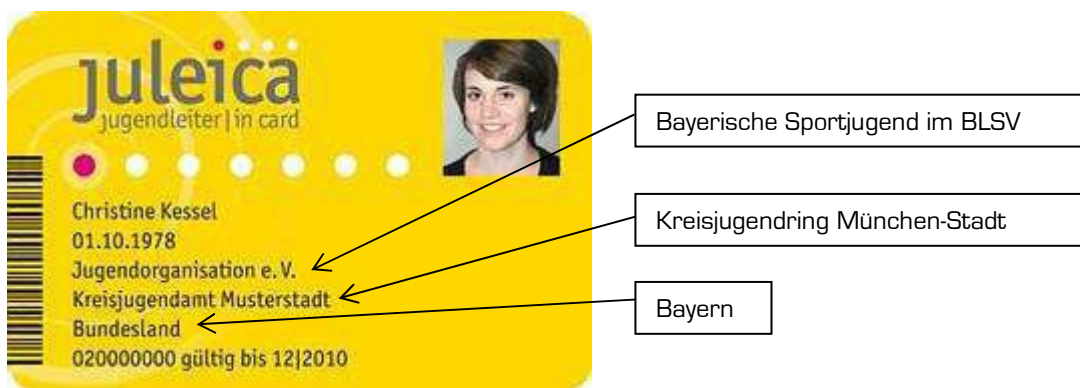 juleica
jugendleiter|in card
Christine Kessel
01.10.1978
Jugendorganisation e. V.
Kreisjugendamt Musterstadt
Bundesland
020000000 gültig bis 12|2010
Bayerische Sportjugend im BLSV
Kreisjugendring München-Stadt
Bayern